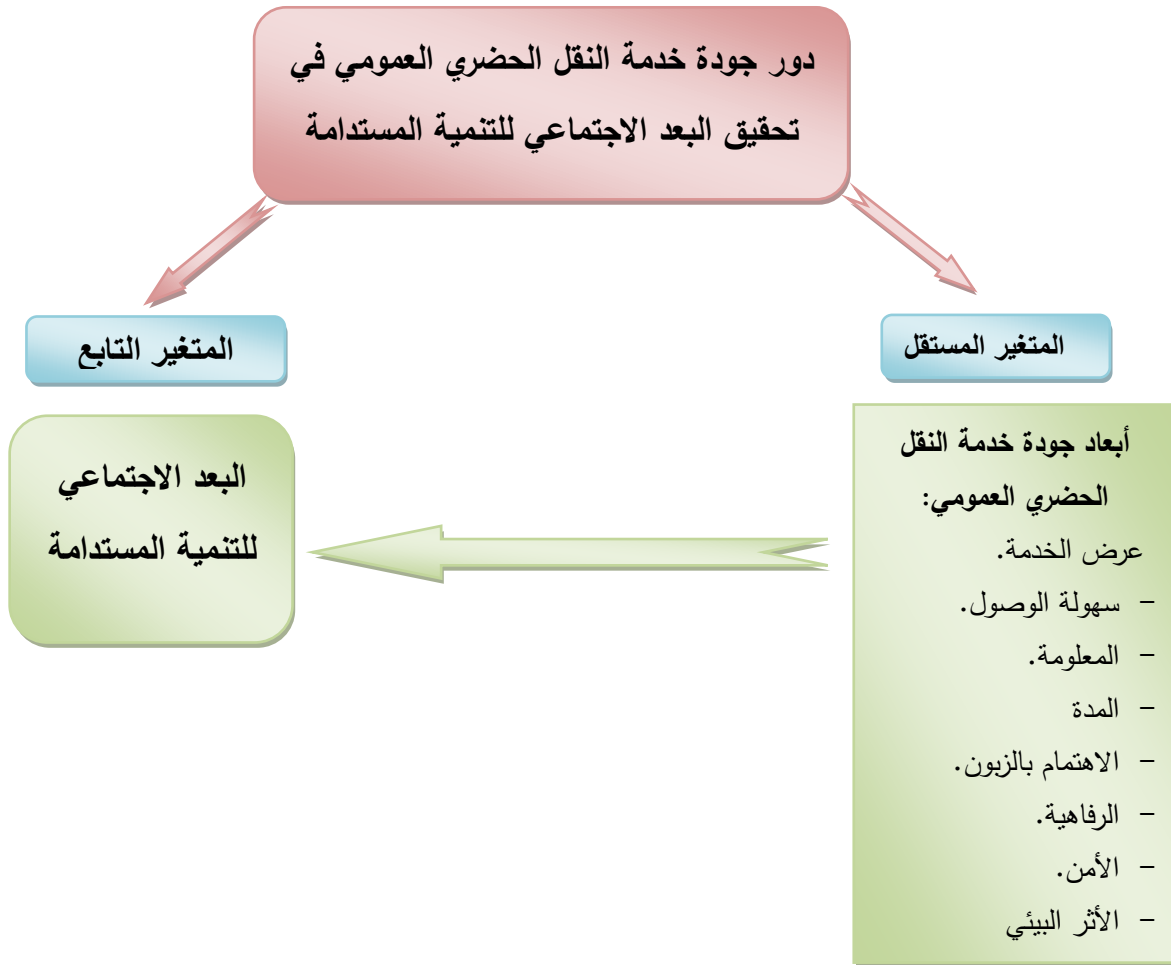 دور جودة خدمة النقل الحضري العمومي في
تحقيق البعد الاجتماعي للتنمية المستدامة
المتغير المستقل
المتغير التابع
أبعاد جودة خدمة النقل
الحضري العمومي:
عرض الخدمة.
- سهولة الوصول.
- المعلومة.
- المدة
- الاهتمام بالزبون.
- الرفاهية.
- الأمن.
- الأثر البيئي
البعد الاجتماعي
للتنمية المستدامة